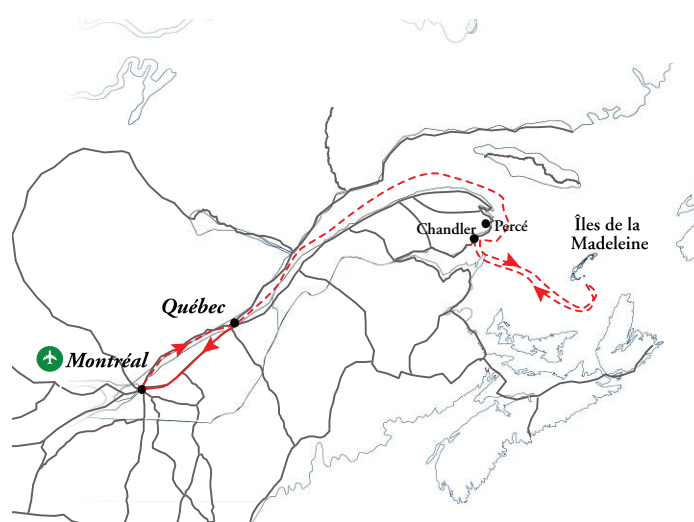 Îles de la
Madeleine
Percé
Chandler
Québec
Montréal